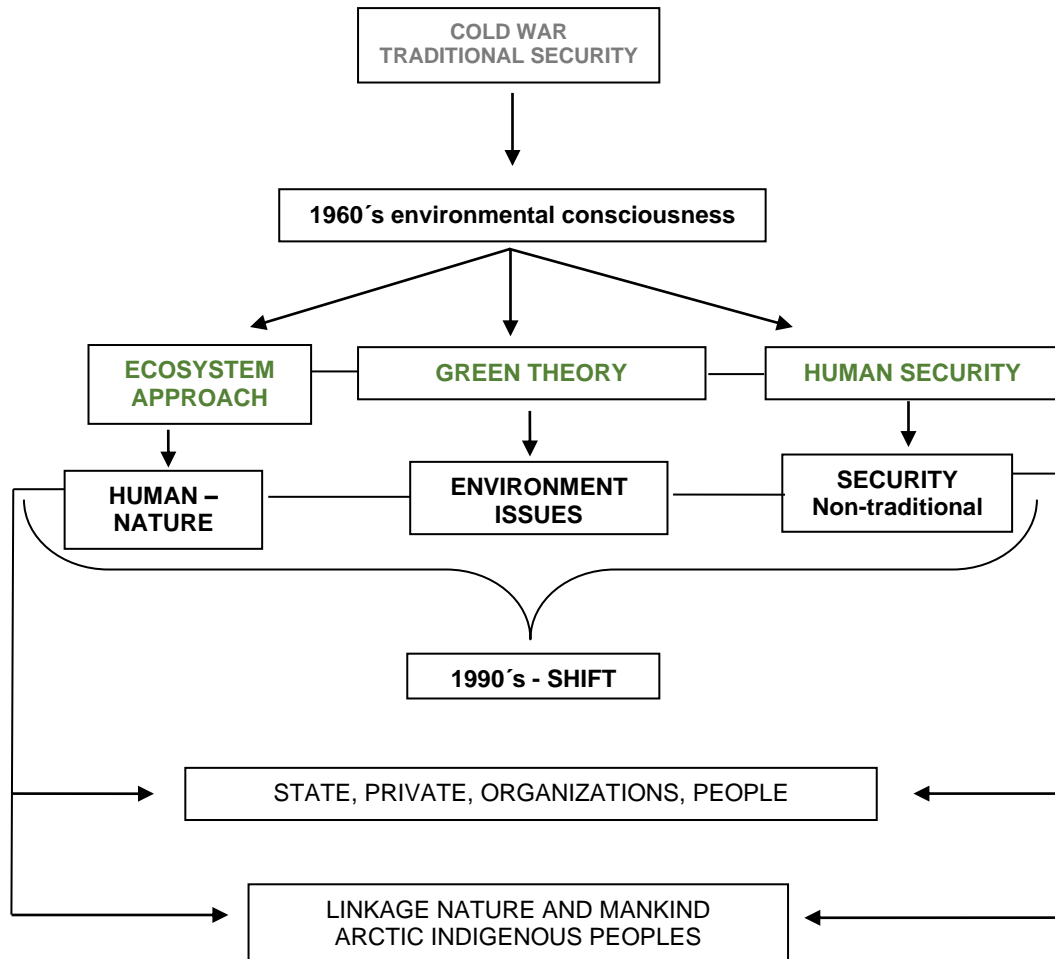 COLD WAR
TRADITIONAL SECURITY
1960´s environmental consciousness
ECOSYSTEM
APPROACH
GREEN THEORY
HUMAN SECURITY
HUMAN –
NATURE
ENVIRONMENT
ISSUES
SECURITY
Non-traditional
1990´s - SHIFT
STATE, PRIVATE, ORGANIZATIONS, PEOPLE
LINKAGE NATURE AND MANKIND
ARCTIC INDIGENOUS PEOPLES